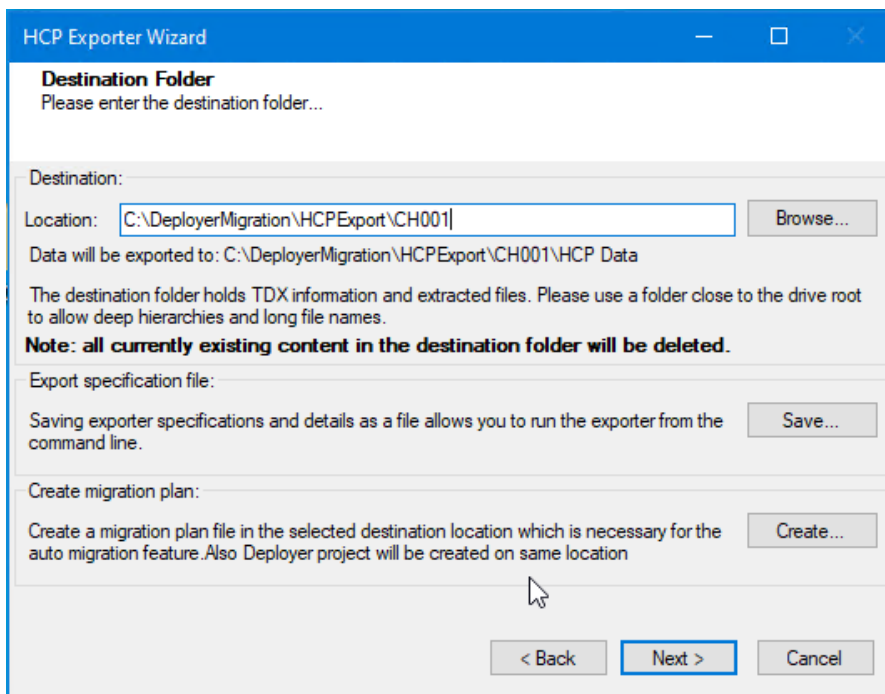 HCP Exporter Wizard
Destination Folder
Please enter the destination folder...
Destination:
Location: C:\DeployerMigration\HCPExport\CH001 Browse...
Data will be exported to: C:\DeployerMigration\HCPExport\CH001\HCP Data
The destination folder holds TDX information and extracted files. Please use a folder close to the drive root
to allow deep hierarchies and long file names.
Note: all currently existing content in the destination folder will be deleted.
Export specification file:
Saving exporter specifications and details as a file allows you to run the exporter from the Save...
command line.
Create migration plan:
Create a migration plan file in the selected destination location which is necessary for the Create...
auto migration feature.Also Deployer project will be created on same location
< Back Next > Cancel